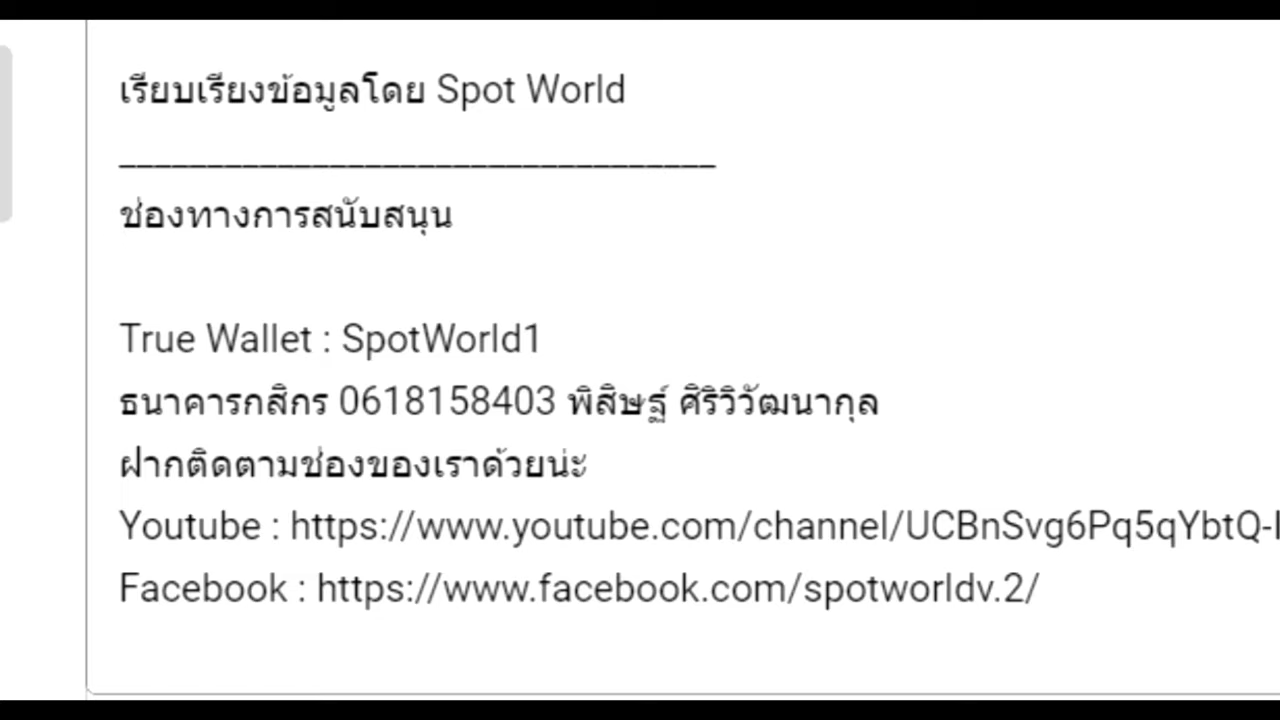 เรียบเรียงข้อมูลโดย Spot World
__________________________________
ช่องทางการสนับสนุน
True Wallet : SpotWorld1
ธนาคารกสิกร 0618158403 พิสิษฐ์ ศิริวิวัฒนากุล
ฝากติดตามช่องของเราด้วยน่ะ
Youtube : https://www.youtube.com/channel/UCBnSvg6Pq5qYbtQ-
Facebook : https://www.facebook.com/spotworldv.2/